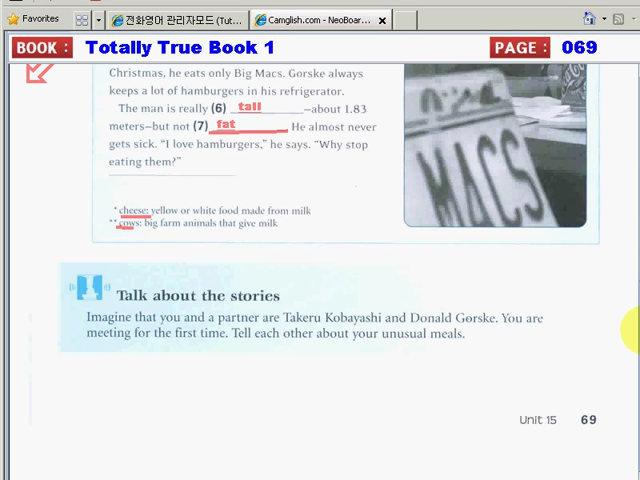 Favorites
전화영어 관리자모드 (Tut...
Camglish.com - NeoBoar...
BOOK : Totally True Book 1 PAGE : 069
Christmas, he eats only Big Macs. Gorske always
keeps a lot of hamburgers in his refrigerator.
The man is really (6) tall —about 1.83
meters—but not (7) fat . He almost never
gets sick. “I love hamburgers,” he says. “Why stop
eating them?”
* cheese: yellow or white food made from milk
** cows: big farm animals that give milk
MACS
Talk about the stories
Imagine that you and a partner are Takeru Kobayashi and Donald Gorske. You are
meeting for the first time. Tell each other about your unusual meals.
Unit 15 69